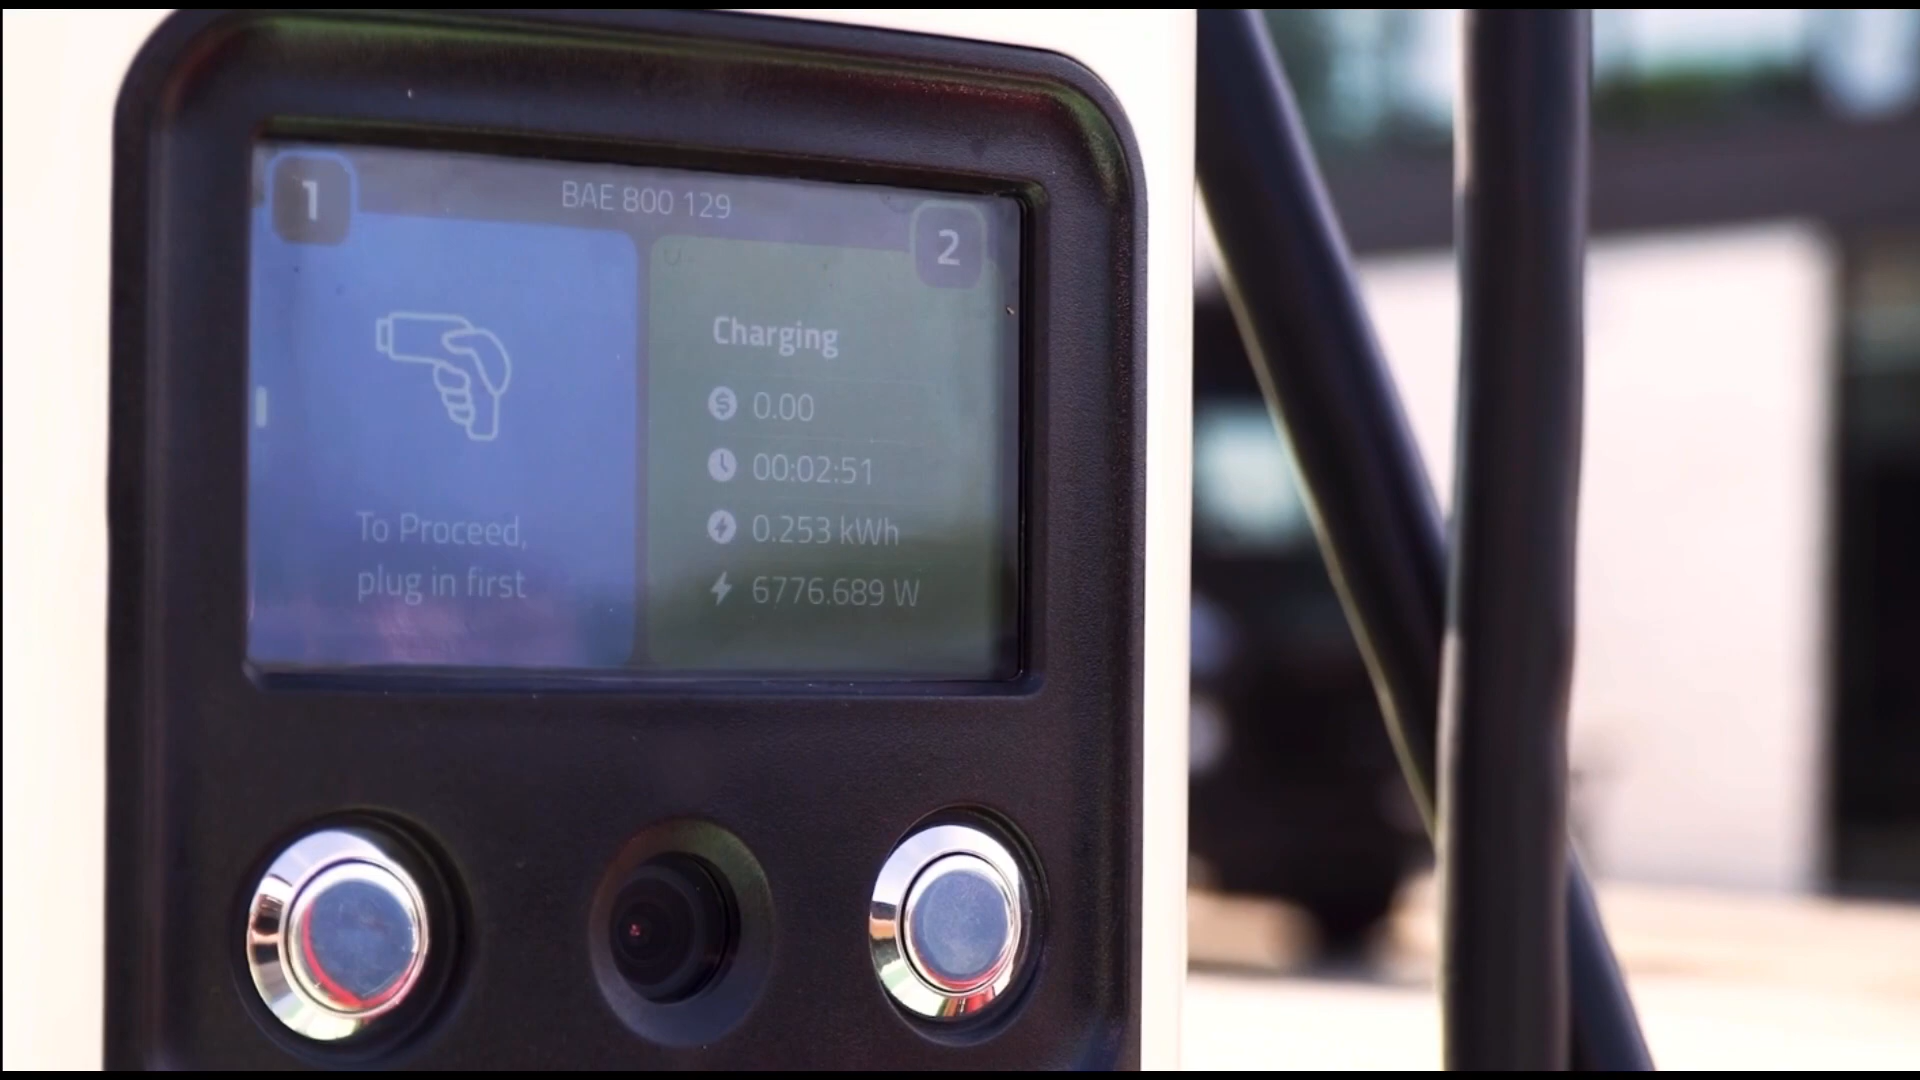 1
BAE 800 129
2
To Proceed,
plug in first
Charging
$ 0.00
00:02:51
0.253 kWh
6776.689 W